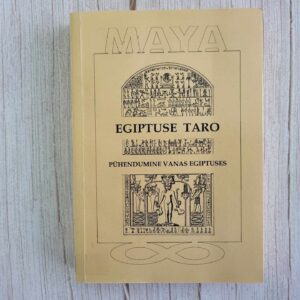 MAYA
EGIPTUSE TARO
PÜHENDUMINE VANAS EGIPTUSES